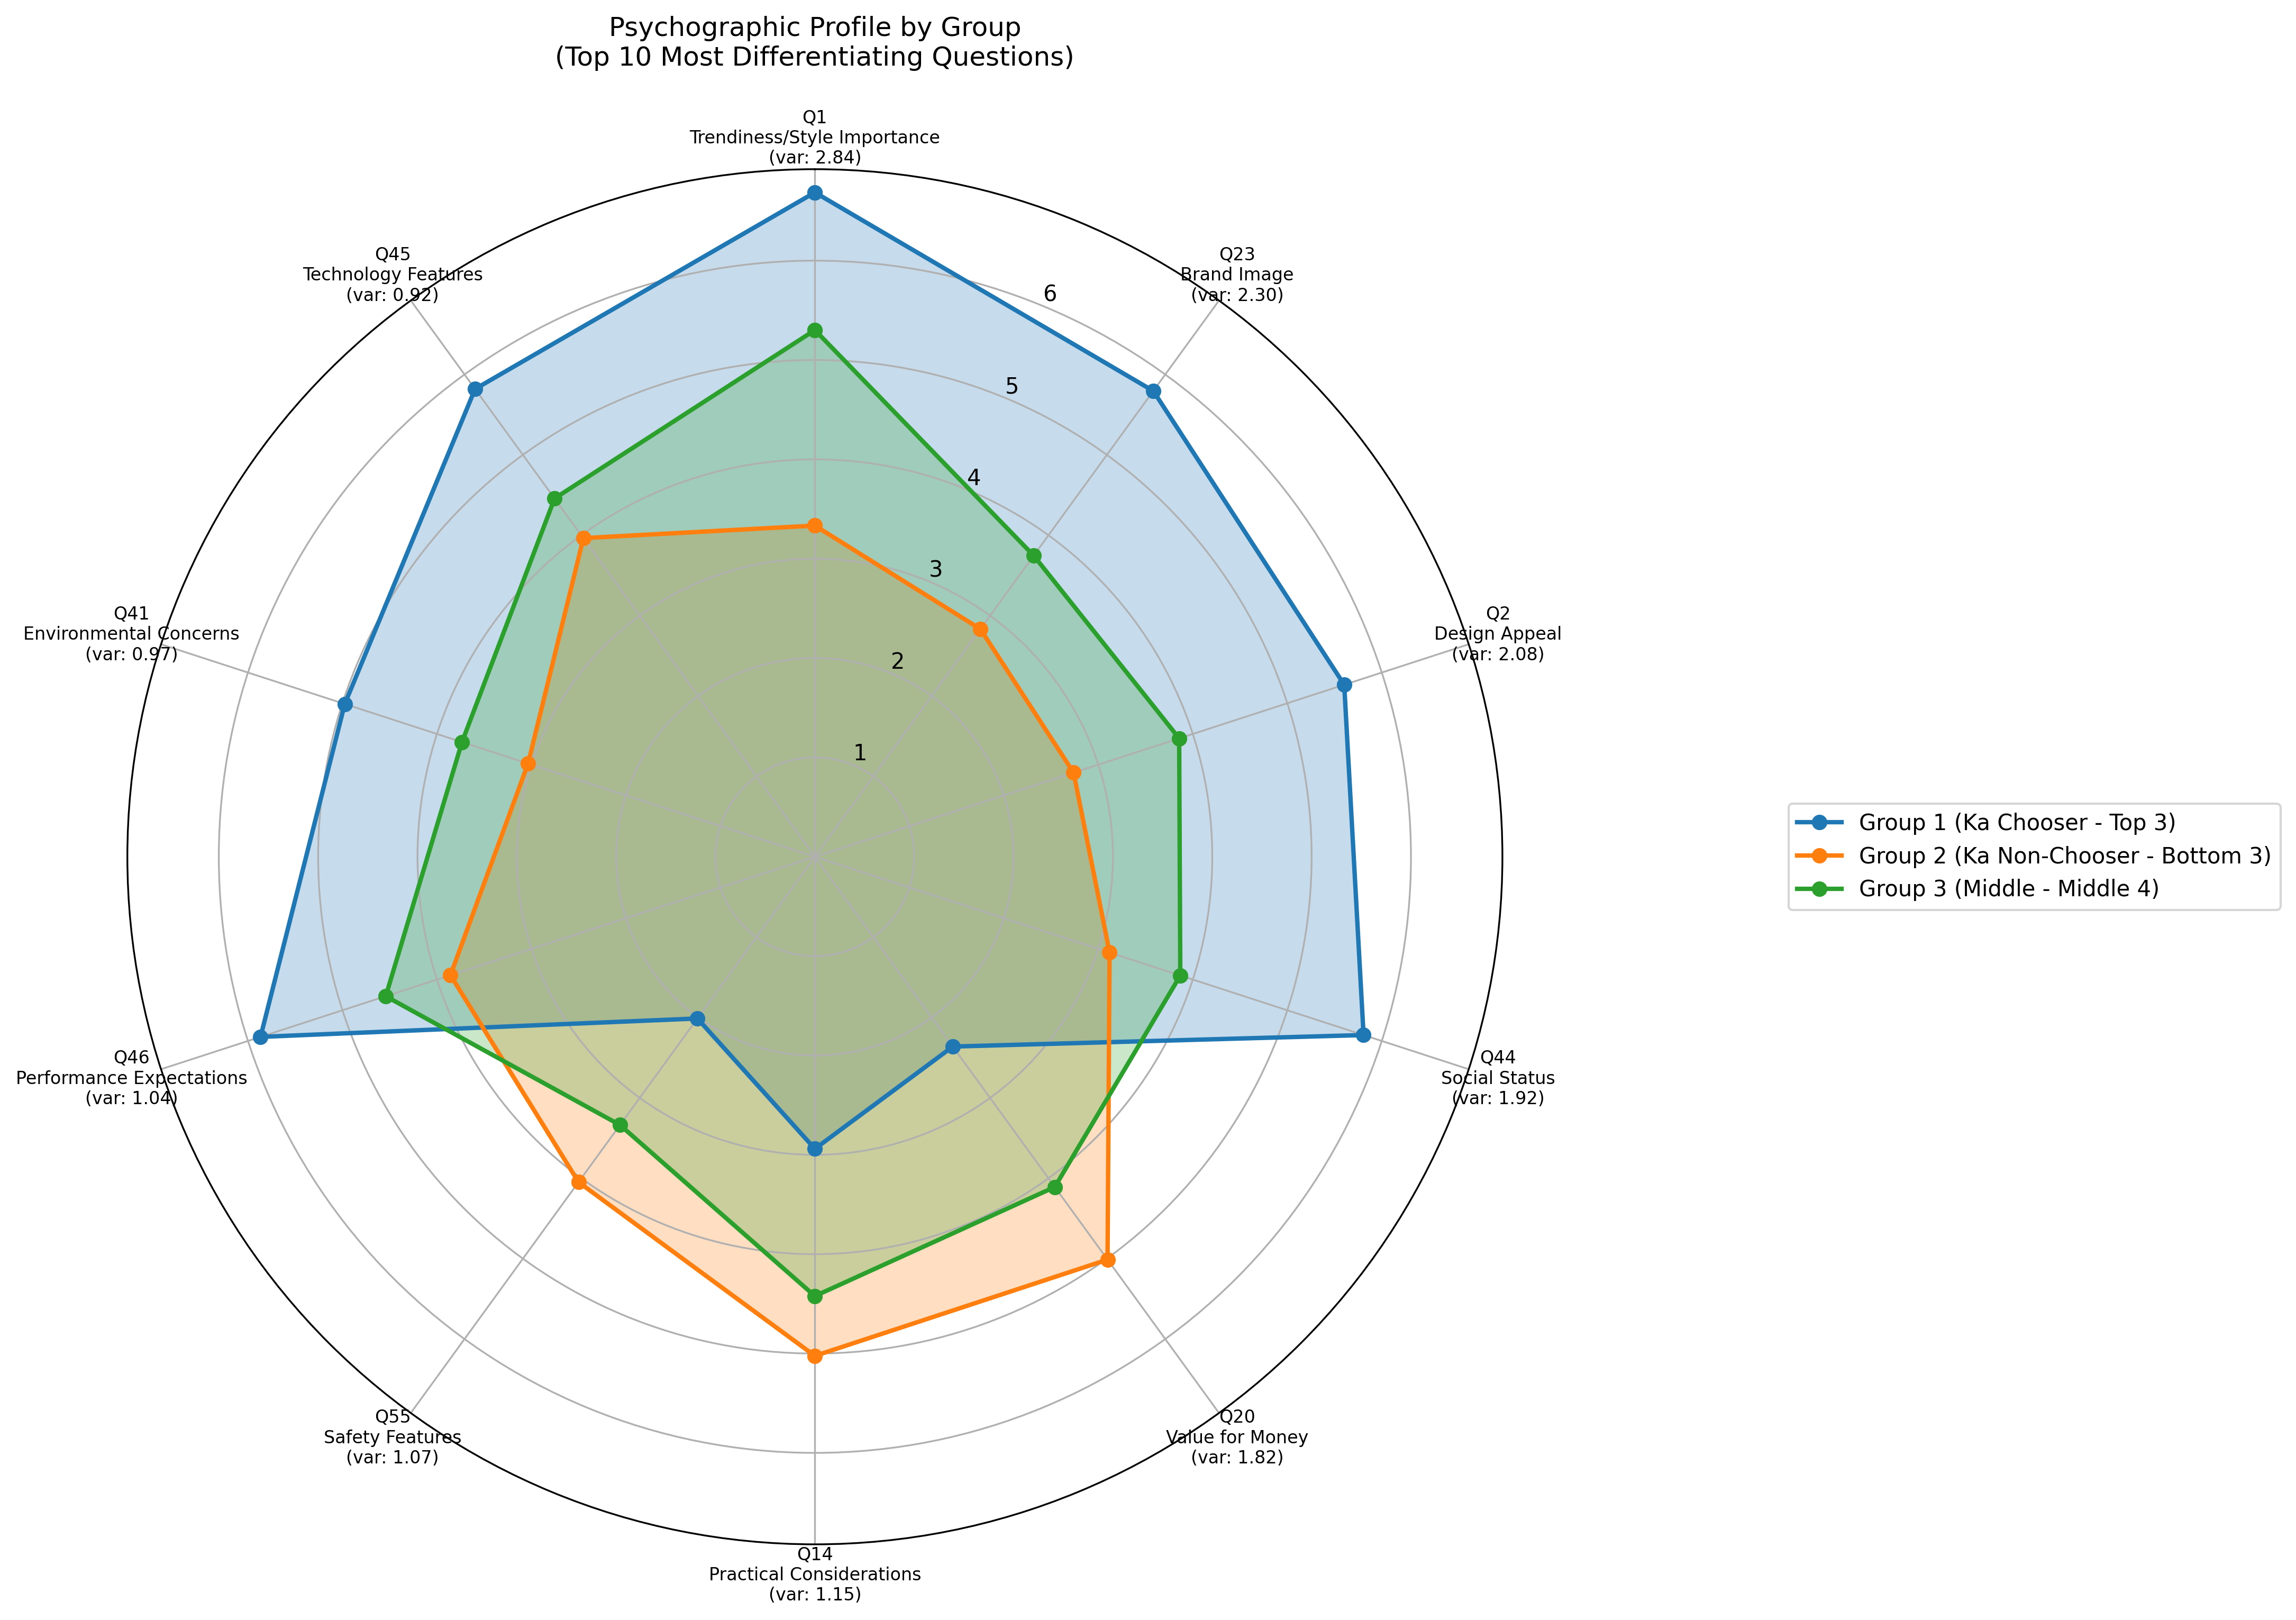 Psychographic Profile by Group
(Top 10 Most Differentiating Questions)
Q1
Trendiness/Style Importance
(var: 2.84)
Q23
Brand Image
(var: 2.30)
Q2
Design Appeal
(var: 2.08)
Q44
Social Status
(var: 1.92)
Q20
Value for Money
(var: 1.82)
Q14
Practical Considerations
(var: 1.15)
Q55
Safety Features
(var: 1.07)
Q46
Performance Expectations
(var: 1.04)
Q41
Environmental Concerns
(var: 0.97)
Q45
Technology Features
(var: 0.92)
6
5
4
3
2
1
Group 1 (Ka Chooser - Top 3)
Group 2 (Ka Non-Chooser - Bottom 3)
Group 3 (Middle - Middle 4)